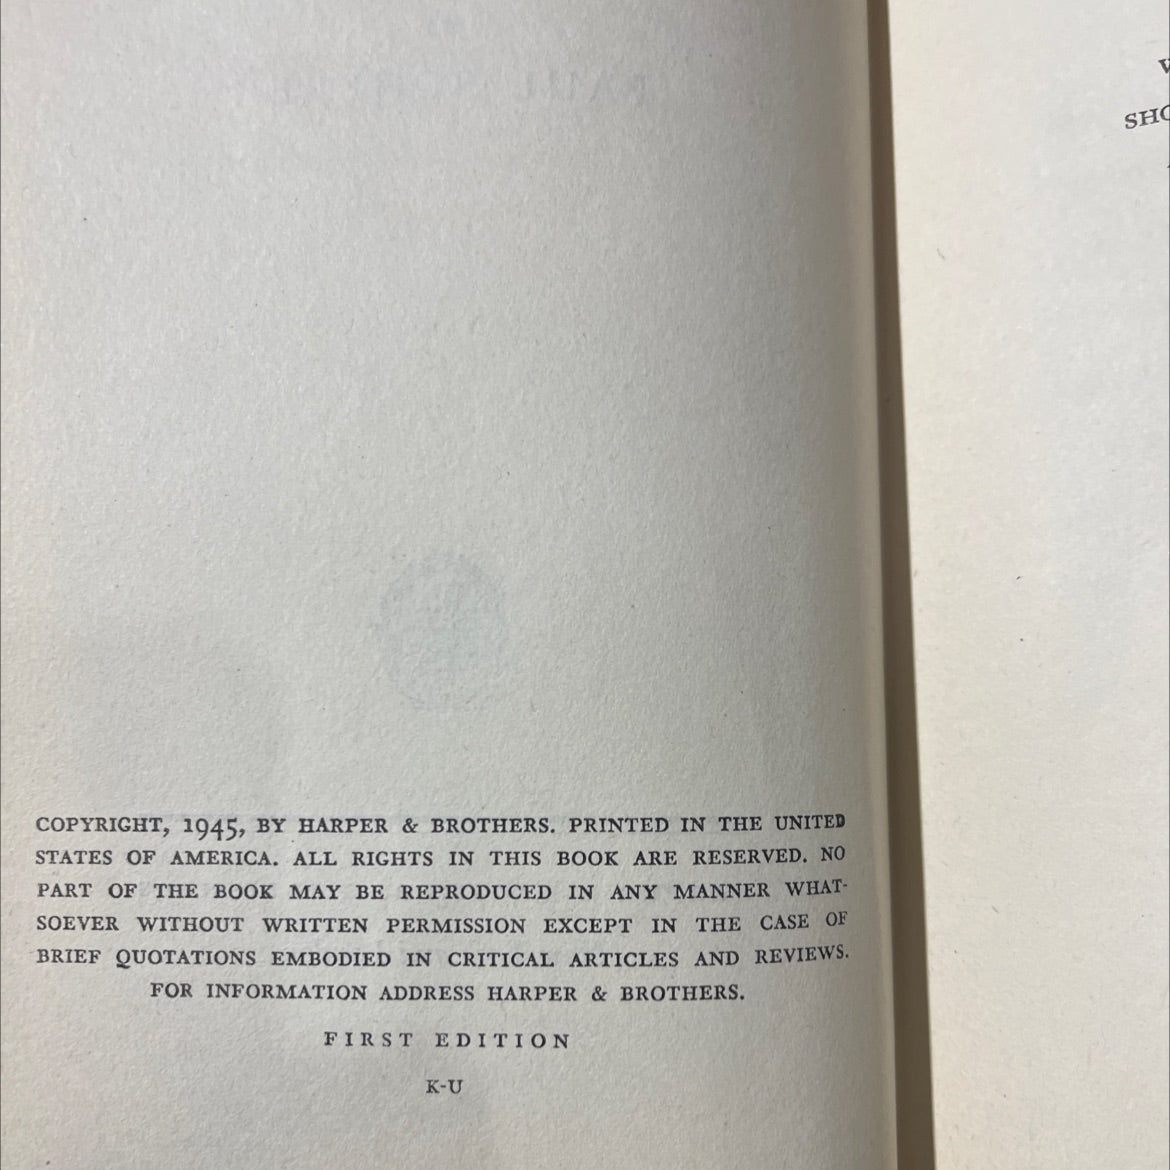 COPYRIGHT, 1945, BY HARPER & BROTHERS. PRINTED IN THE UNITED
STATES OF AMERICA. ALL RIGHTS IN THIS BOOK ARE RESERVED. NO
PART OF THE BOOK MAY BE REPRODUCED IN ANY MANNER WHAT-
SOEVER WITHOUT WRITTEN PERMISSION EXCEPT IN THE CASE OF
BRIEF QUOTATIONS EMBODIED IN CRITICAL ARTICLES AND REVIEWS.
FOR INFORMATION ADDRESS HARPER & BROTHERS.
FIRST EDITION
K-U